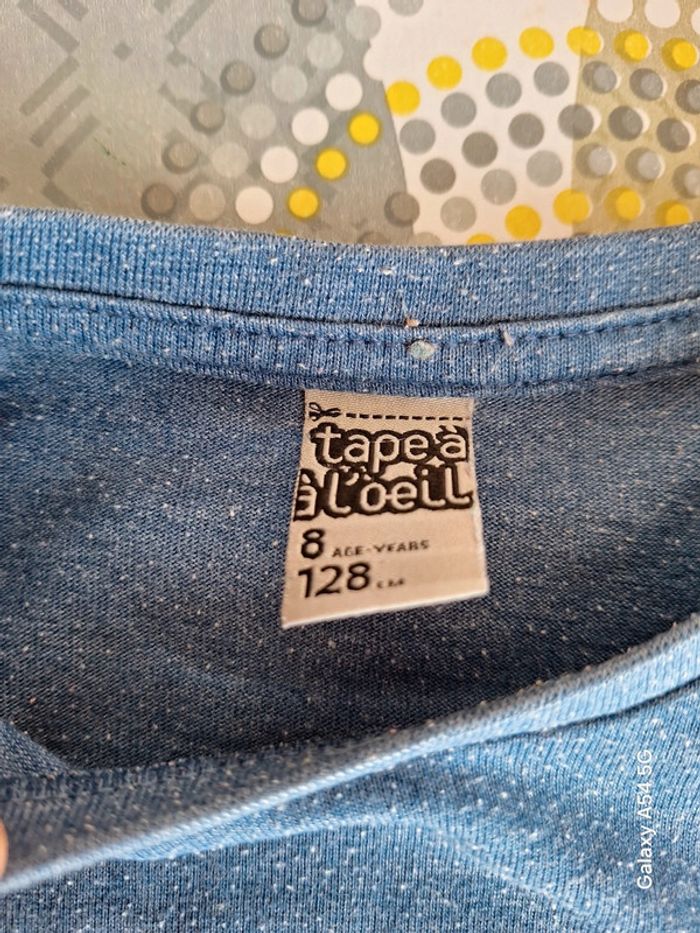 tape à
à l'oeil
8 AGE-YEARS
128 CM
Galaxy A54 5G